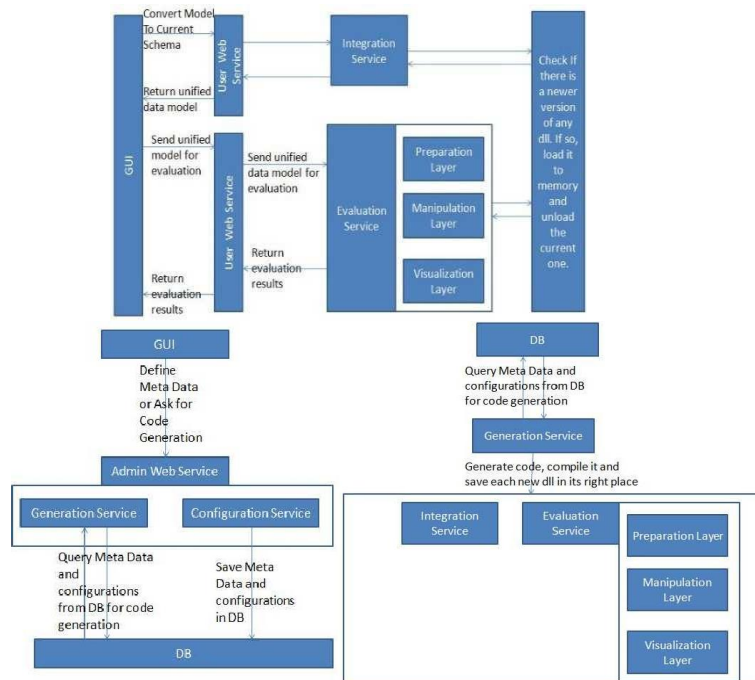 Convert Model
To Current
Schema
Return unified
data model
GUI
User Web
Service
Integration
Service
Check If
there is
a newer
version of
any dll. If so,
load it
to
memory
and
unload
the
current
one.
Send unified
model for
evaluation
Return
evaluation
results
User Web Service
Send unified
data model for
evaluation
Return
evaluation
results
Evaluation
Service
Preparation
Layer
Manipulation
Layer
Visualization
Layer
GUI
Define
Meta Data
or Ask for
Code
Generation
Admin Web Service
Generation Service
Configuration Service
Query Meta Data
and
configurations
from DB for code
generation
Save Meta
Data and
configurations
in DB
DB
DB
Query Meta Data and
configurations from DB
for code generation
Generation Service
Generate code, compile it and
save each new dll in its right place
Integration
Service
Evaluation
Service
Preparation Layer
Manipulation
Layer
Visualization
Layer